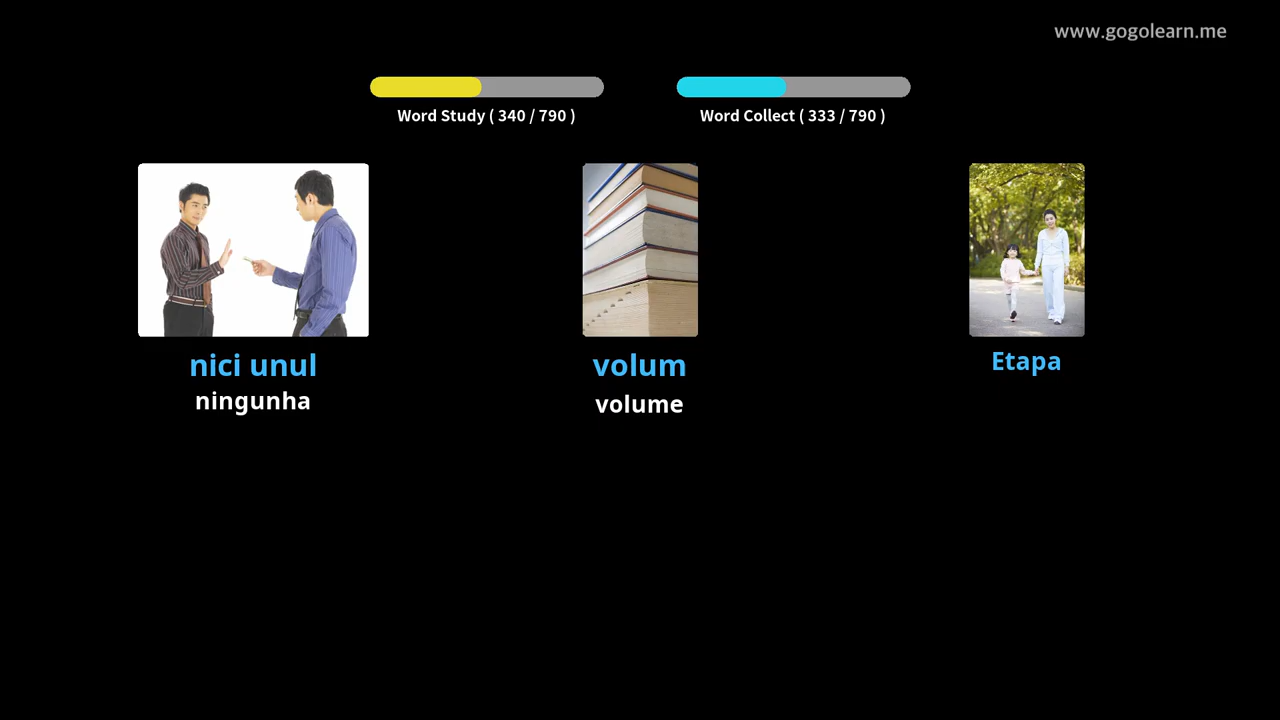 www.gogolearn.me
Word Study ( 340 / 790 )
Word Collect ( 333 / 790 )
nici unul
ningunha
volum
volume
Etapa